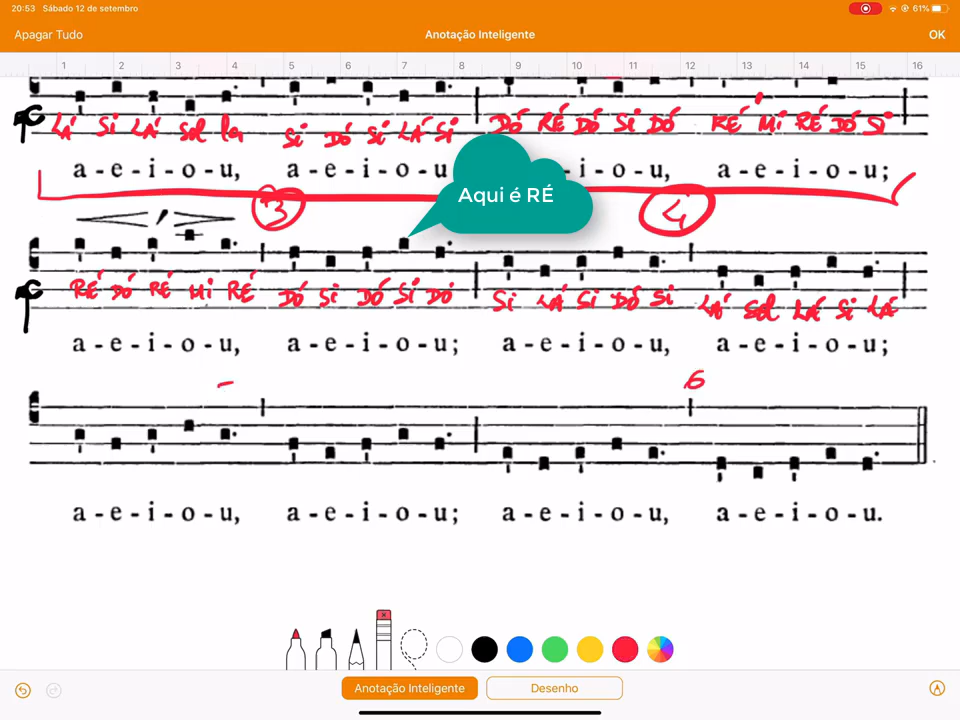 20:53 Sábado 12 de setembro 61%
Apagar Tudo Anotação Inteligente OK
1 2 3 4 5 6 7 8 9 10 11 12 13 14 15 16
LÁ Si LÁ Sol la Si DÓ Si LÁ Si DÓ RÉ DÓ Si DÓ RÉ Mi RÉ DÓ Si
a - e - i - o - u, a - e - i - o - u - i - o - u, a - e - i - o - u;
Aqui é RÉ
3 4
RÉ DÓ RÉ Mi RÉ DÓ Si DÓ Si DÓ Si LÁ Si DÓ Si LÁ Sol LÁ Si LÁ
a - e - i - o - u, a - e - i - o - u; a - e - i - o - u, a - e - i - o - u;
6
a - e - i - o - u, a - e - i - o - u; a - e - i - o - u, a - e - i - o - u.
Anotação Inteligente Desenho